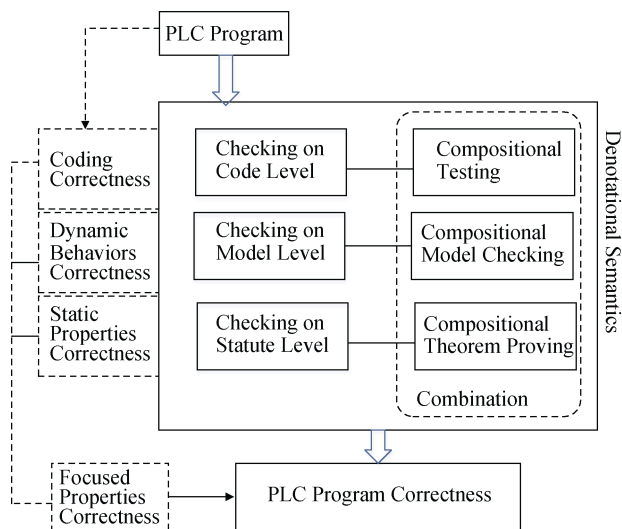 PLC Program
Coding
Correctness
Dynamic
Behaviors
Correctness
Static
Properties
Correctness
Checking on
Code Level
Compositional
Testing
Checking on
Model Level
Compositional
Model Checking
Checking on
Statute Level
Compositional
Theorem Proving
Combination
Denotational Semantics
Focused
Properties
Correctness
PLC Program Correctness